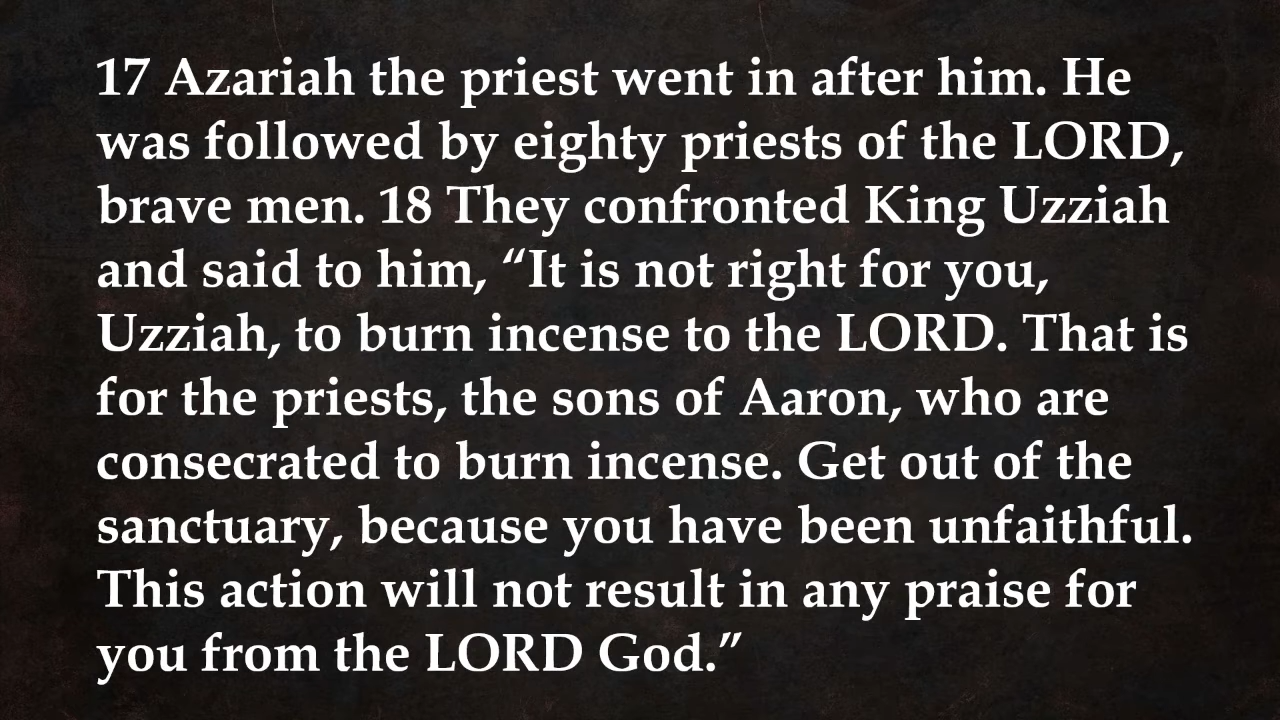 17 Azariah the priest went in after him. He
was followed by eighty priests of the LORD,
brave men. 18 They confronted King Uzziah
and said to him, “It is not right for you,
Uzziah, to burn incense to the LORD. That is
for the priests, the sons of Aaron, who are
consecrated to burn incense. Get out of the
sanctuary, because you have been unfaithful.
This action will not result in any praise for
you from the LORD God.”